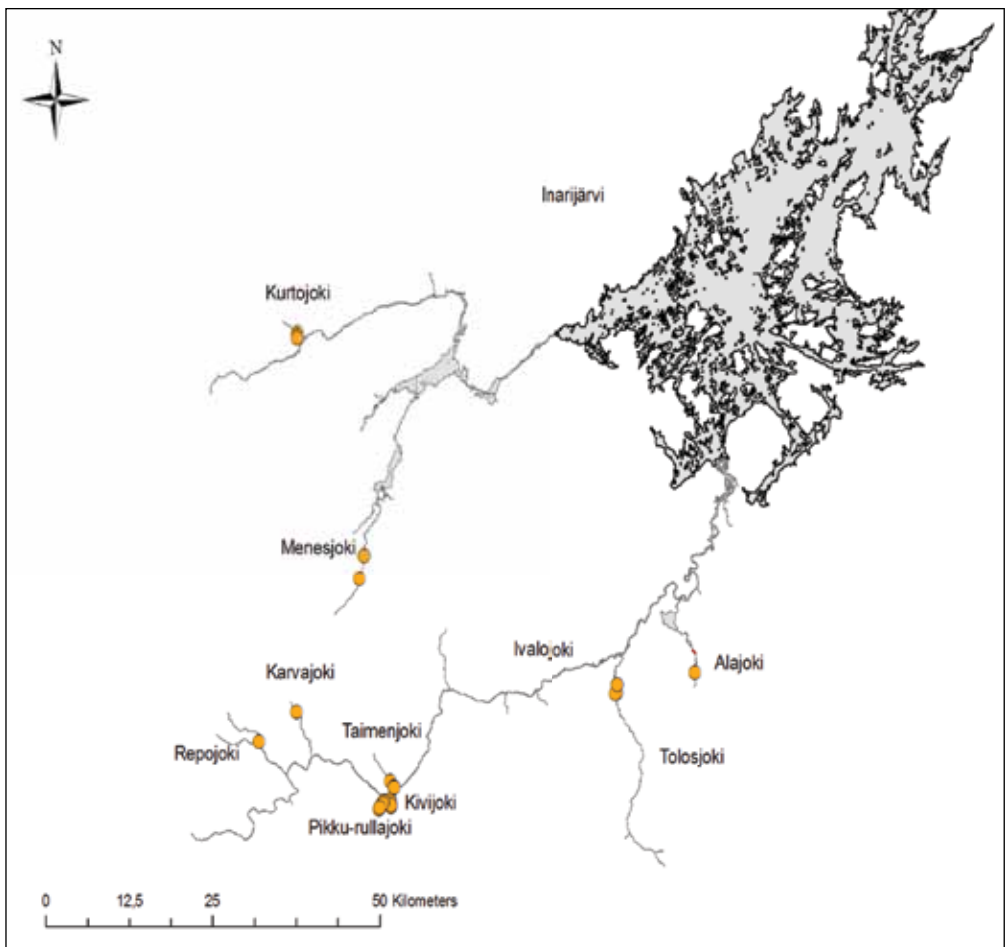 N
Inarijärvi
Kurtojoki
Menesjoki
Ivalojoki
Karvajoki
Alajoki
Taimenjoki
Repojoki
Tolosjoki
Kivijoki
Pikku-rullajoki
0 12,5 25 50 Kilometers